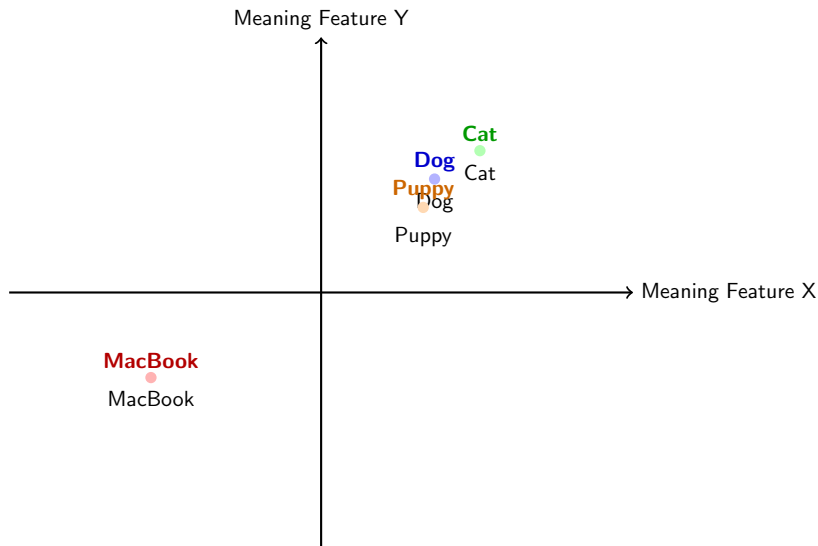 Meaning Feature Y
Cat
Dog
Cat
Puppy
Dog
Puppy
Meaning Feature X
MacBook
MacBook